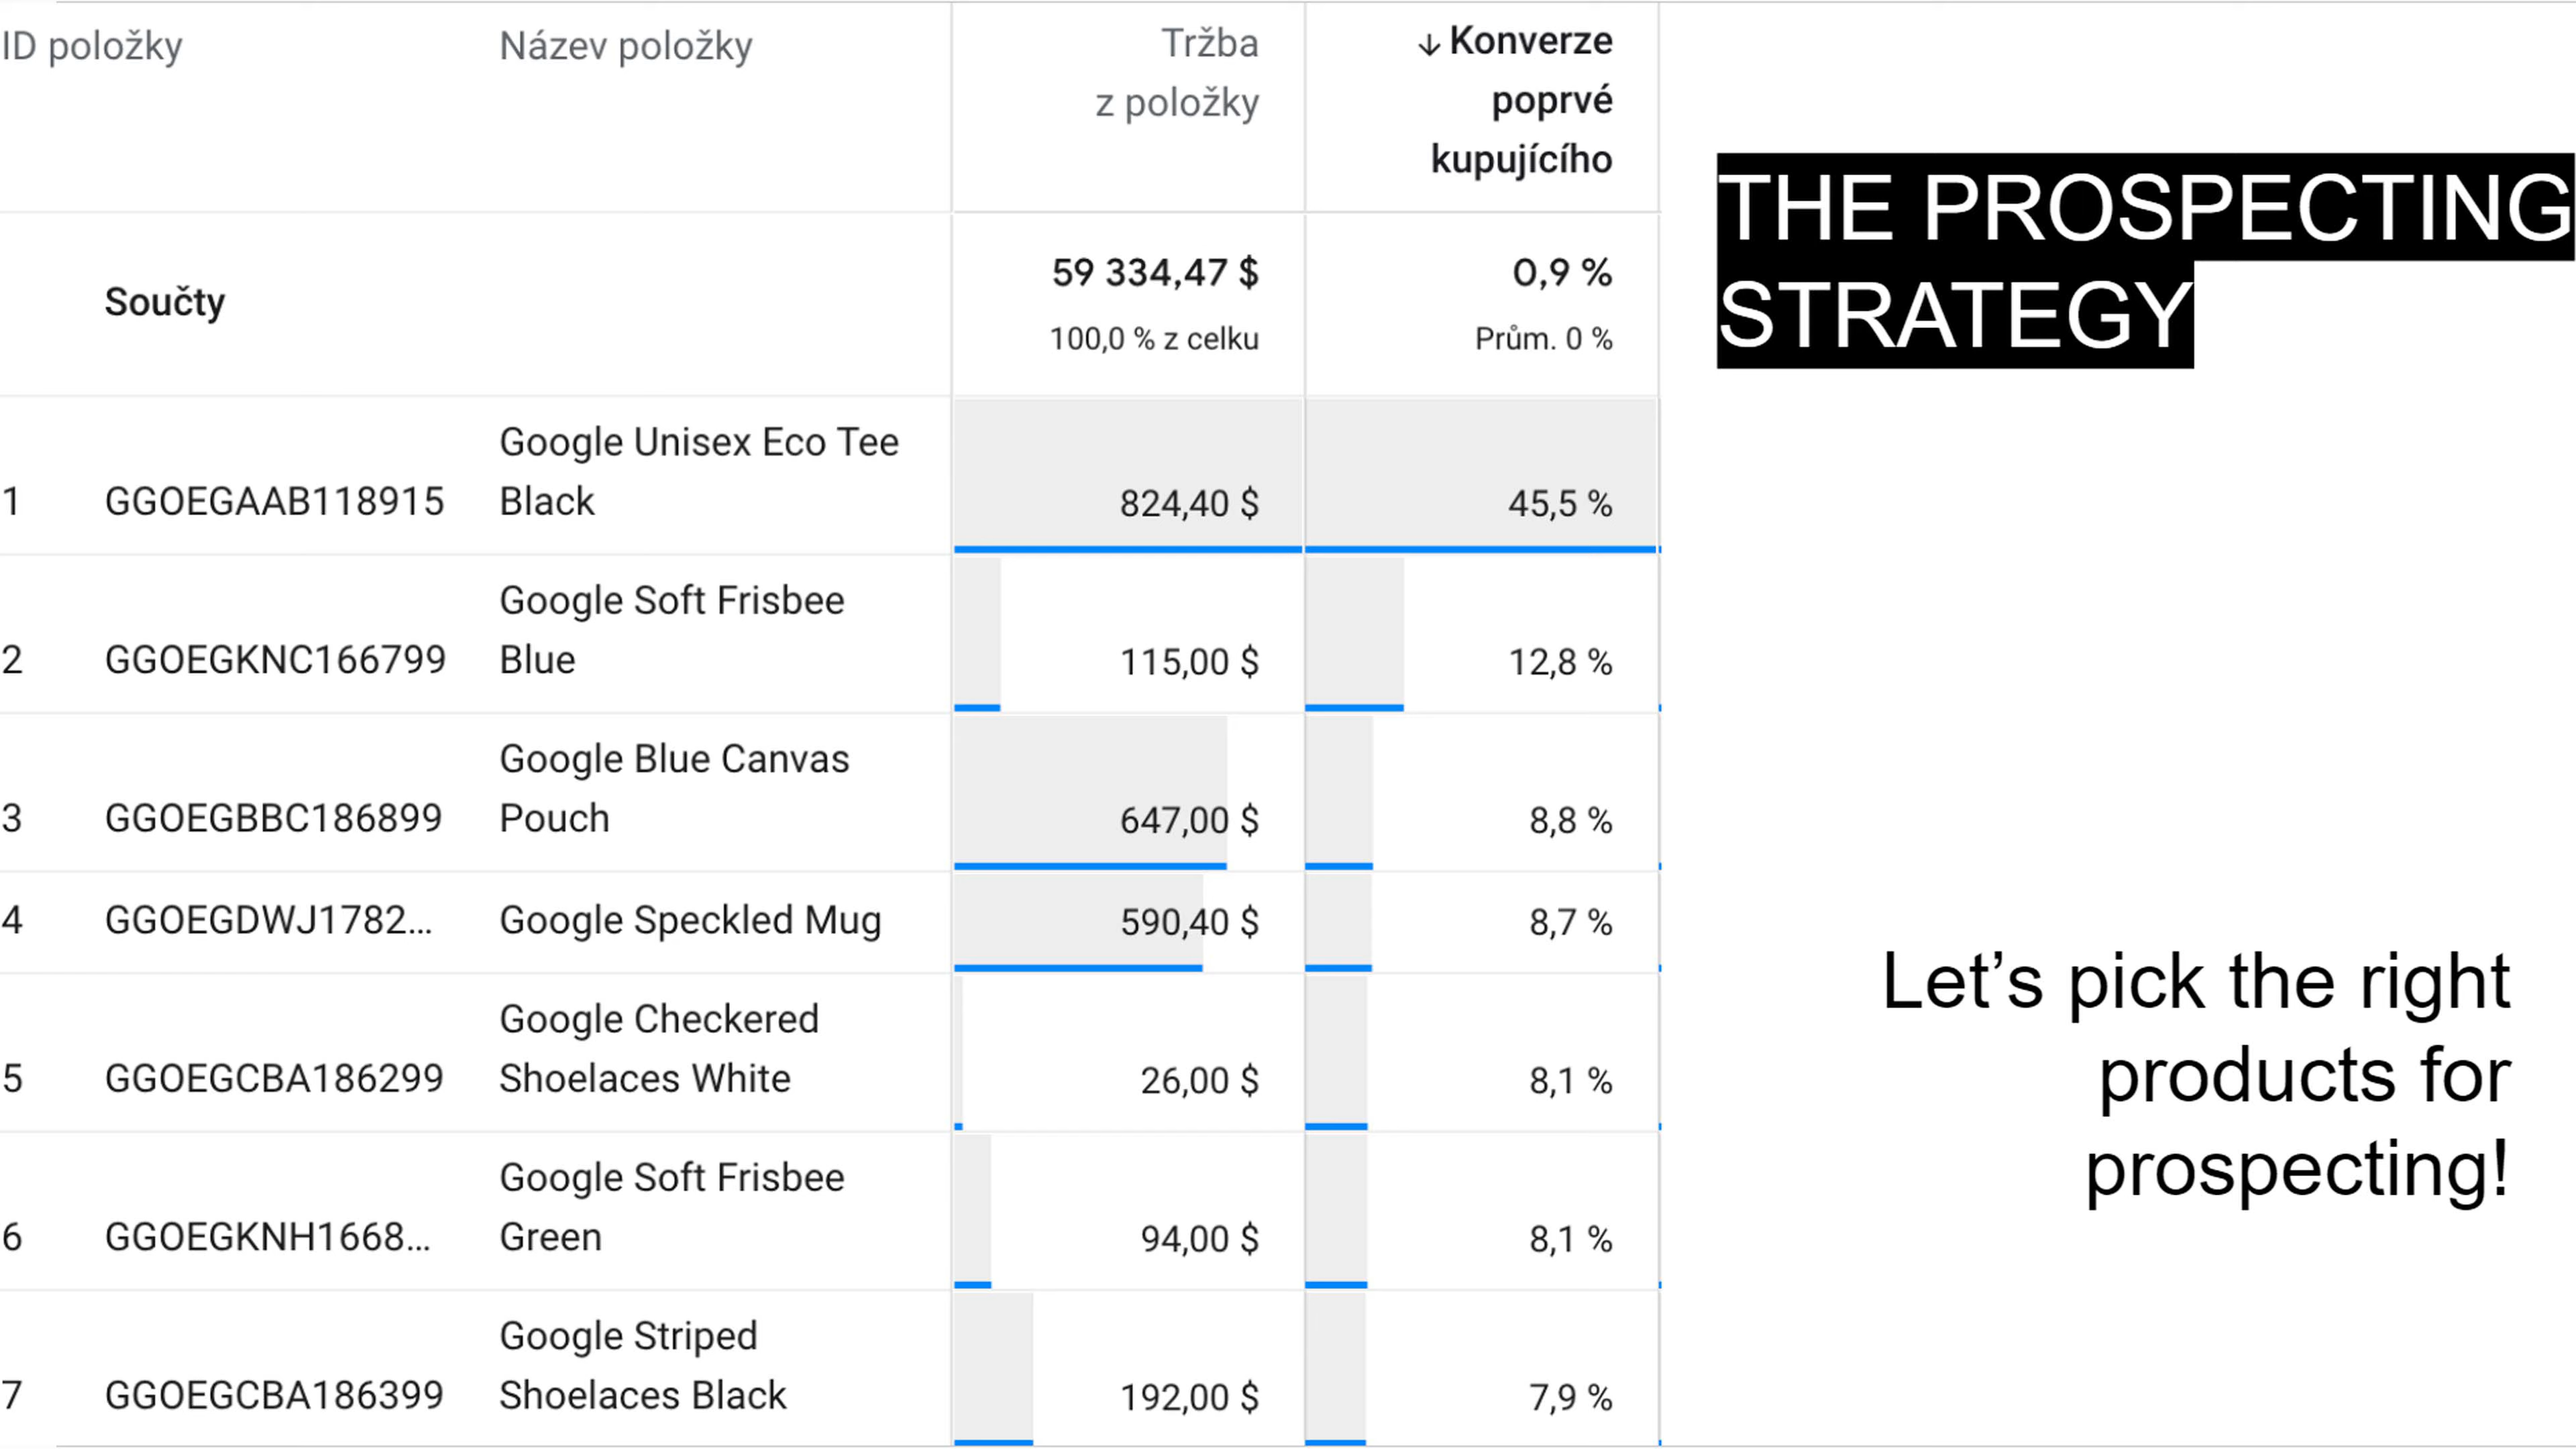 ID položky
Název položky
Tržba
z položky
↓ Konverze
poprvé
kupujícího
Součty
59 334,47 $
100,0 % z celku
0,9 %
Prům. 0 %
1
GGOEGAAB118915
Google Unisex Eco Tee
Black
824,40 $
45,5 %
2
GGOEGKNC166799
Google Soft Frisbee
Blue
115,00 $
12,8 %
3
GGOEGBBC186899
Google Blue Canvas
Pouch
647,00 $
8,8 %
4
GGOEGDWJ1782...
Google Speckled Mug
590,40 $
8,7 %
5
GGOEGCBA186299
Google Checkered
Shoelaces White
26,00 $
8,1 %
6
GGOEGKNH1668...
Google Soft Frisbee
Green
94,00 $
8,1 %
7
GGOEGCBA186399
Google Striped
Shoelaces Black
192,00 $
7,9 %
THE PROSPECTING
STRATEGY
Let’s pick the right
products for
prospecting!